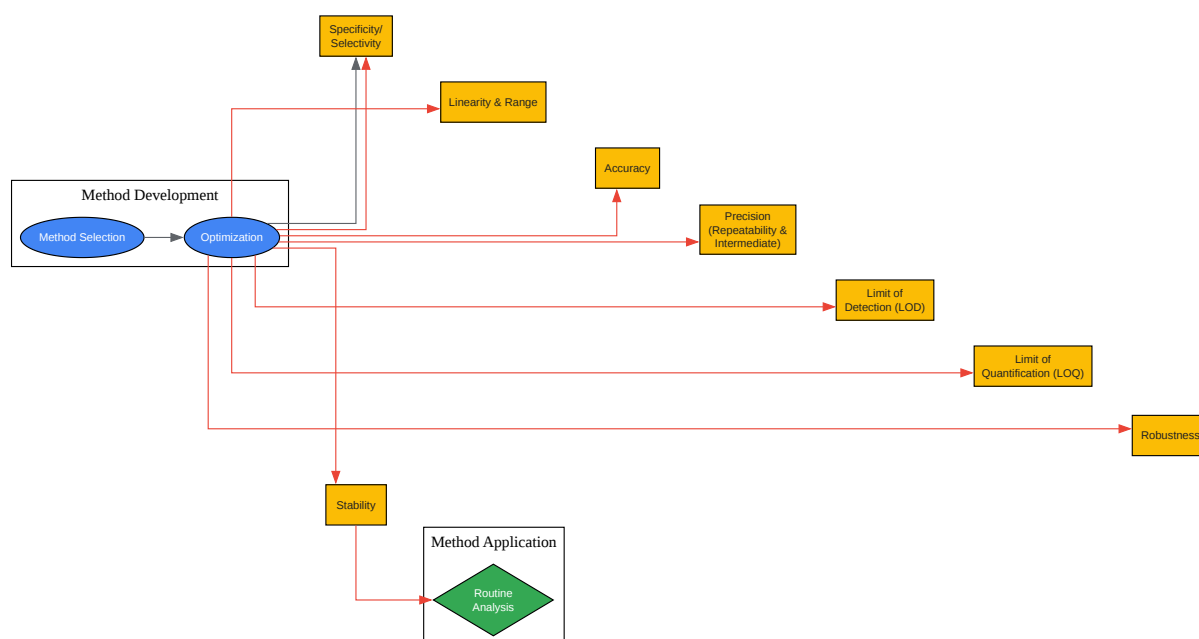 Specificity/
Selectivity
Linearity & Range
Accuracy
Method Development
Method Selection
Optimization
Precision
(Repeatability &
Intermediate)
Limit of
Detection (LOD)
Limit of
Quantification (LOQ)
Robustness
Stability
Method Application
Routine
Analysis